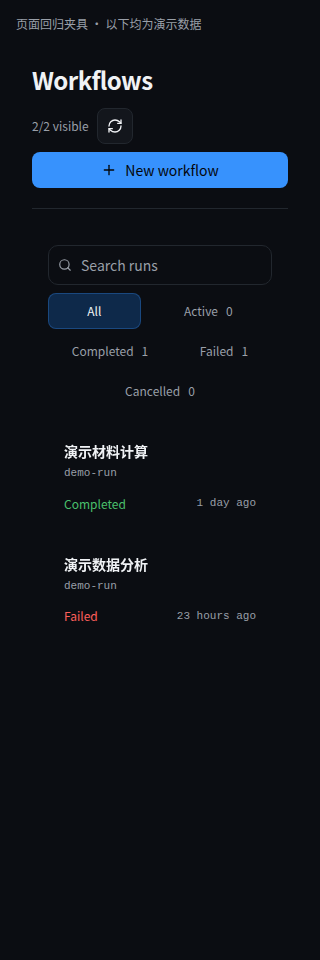 页面回归夹具 · 以下均为演示数据
Workflows
2/2 visible
New workflow
Search runs
All
Active 0
Completed 1
Failed 1
Cancelled 0
演示材料计算
demo-run
Completed 1 day ago
演示数据分析
demo-run
Failed 23 hours ago